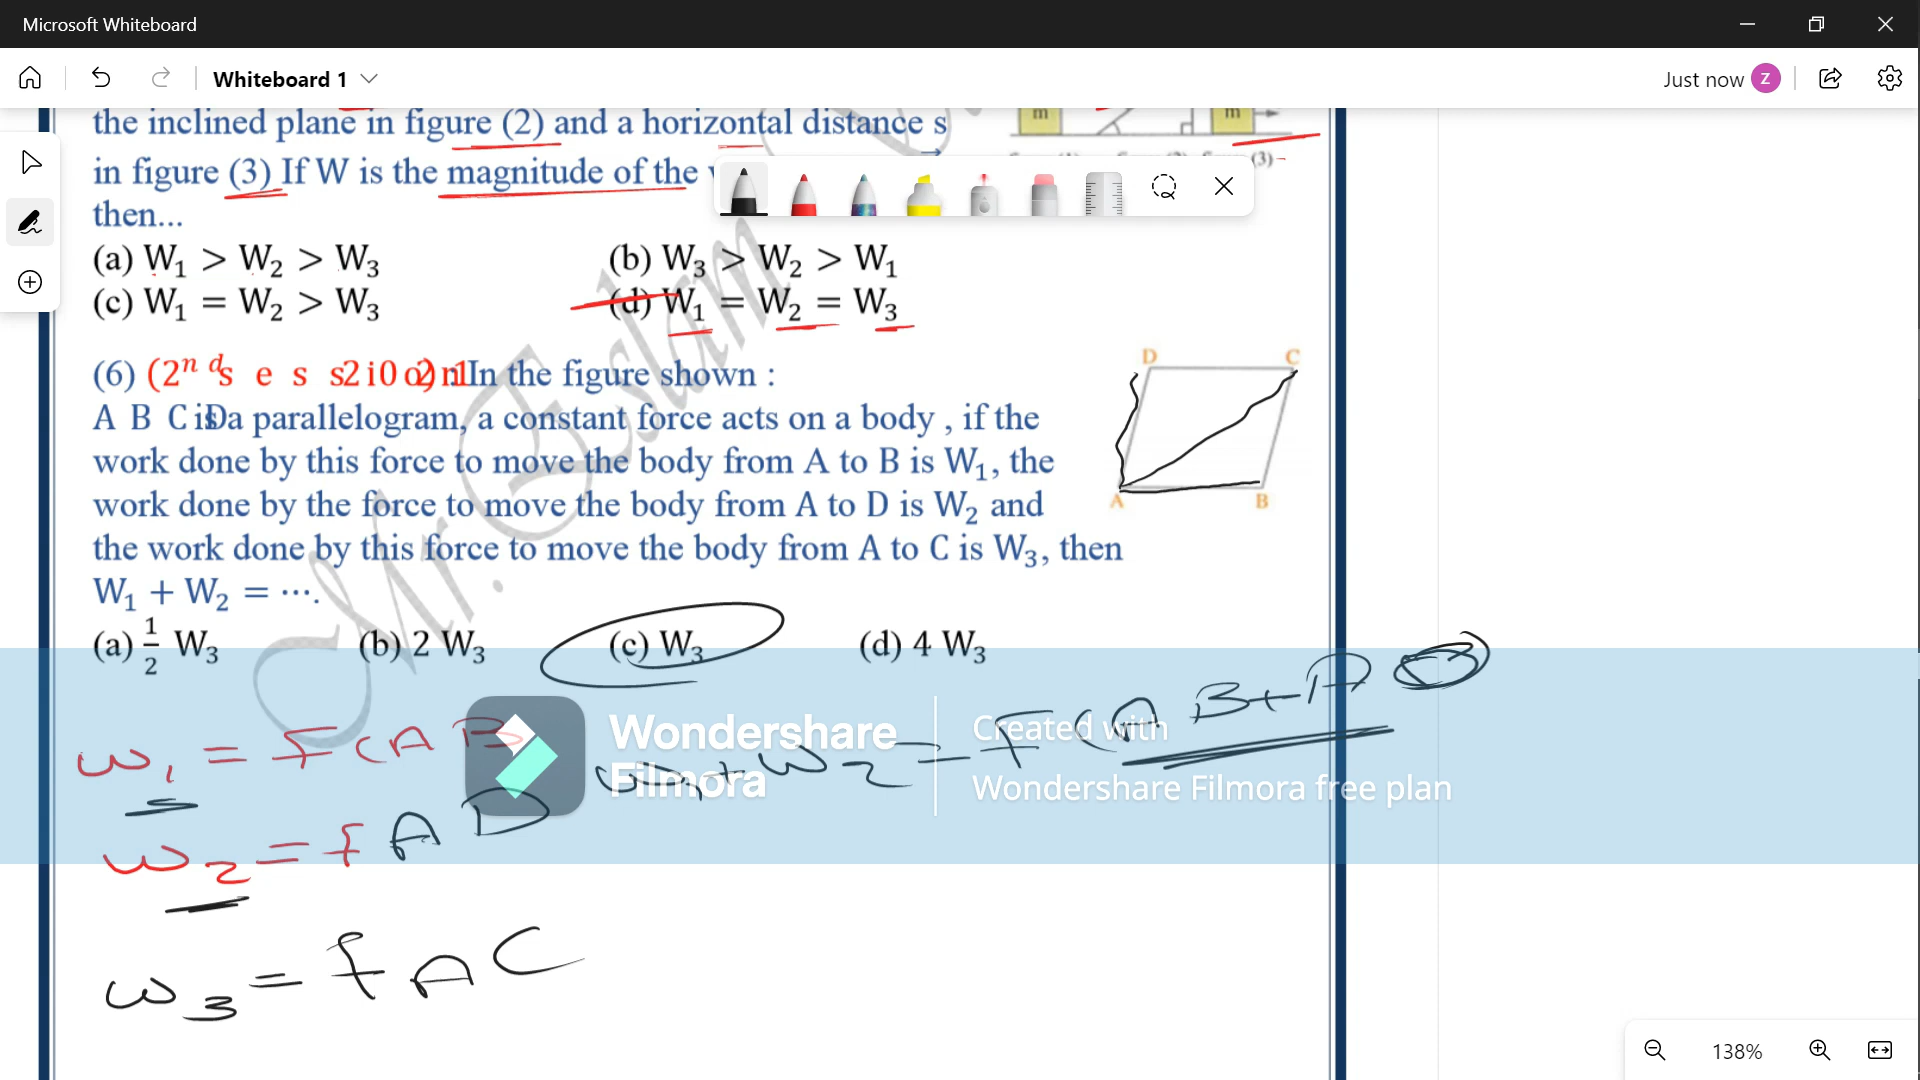 Microsoft Whiteboard
Whiteboard 1
Just now Z
the inclined plane in figure (2) and a horizontal distance s
m m
in figure (3) If W is the magnitude of the
(3)
then...
(a) W₁ > W₂ > W₃ (b) W₃ > W₂ > W₁
(c) W₁ = W₂ > W₃ (d) W₁ = W₂ = W₃
(6) In the figure shown :
A B C D is a parallelogram, a constant force acts on a body , if the
work done by this force to move the body from A to B is W₁, the
work done by the force to move the body from A to D is W₂ and
the work done by this force to move the body from A to C is W₃, then
W₁ + W₂ = ⋯.
D C
A B
(a) 1/2 W₃ (b) 2 W₃ (c) W₃ (d) 4 W₃
Mr. Eslam
w₁ = F (A B
w₁ + w₂ = F (A B + A
Wondershare Filmora
Created with
Wondershare Filmora free plan
w₂ = f A D
w₃ = f A C
138%